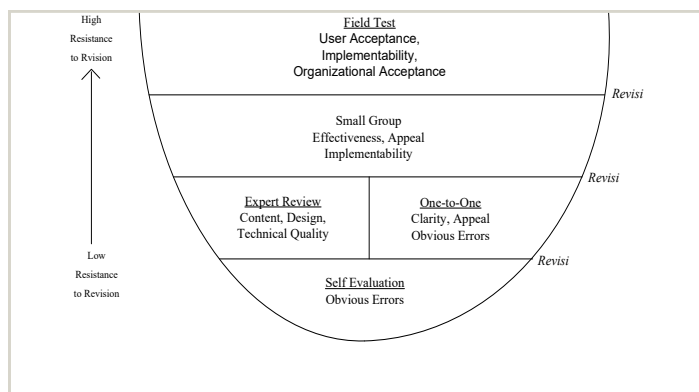 High
Resistance
to Rvision
Field Test
User Acceptance,
Implementability,
Organizational Acceptance
Revisi
Small Group
Effectiveness, Appeal
Implementability
Revisi
Expert Review
Content, Design,
Technical Quality
One-to-One
Clarity, Appeal
Obvious Errors
Revisi
Low
Resistance
to Revision
Self Evaluation
Obvious Errors